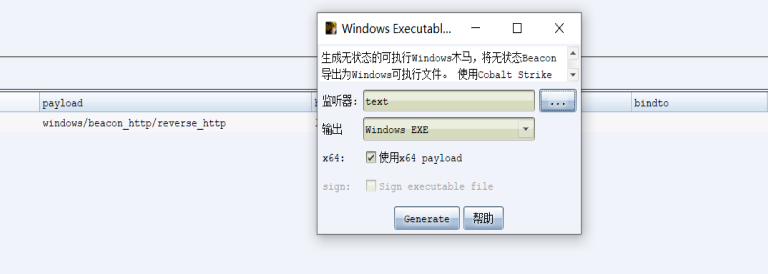 Windows Executabl...
生成无状态的可执行Windows木马，将无状态Beacon
导出为Windows可执行文件。 使用Cobalt Strike
监听器: text ...
payload bindto
windows/beacon_http/reverse_http
输出 Windows EXE
x64: 使用x64 payload
sign: Sign executable file
Generate 帮助